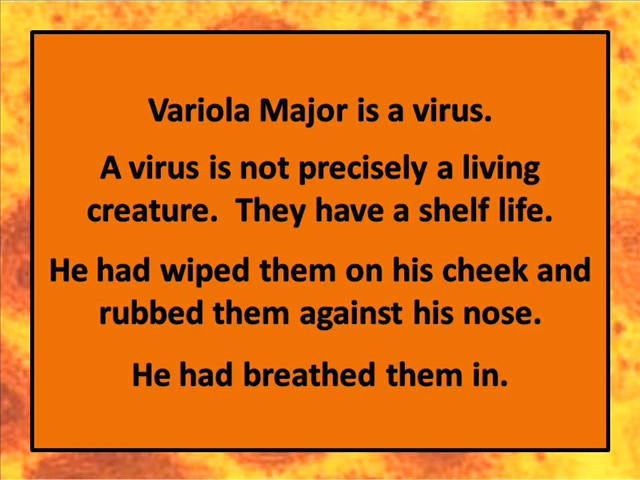 Variola Major is a virus.
A virus is not precisely a living
creature.  They have a shelf life.
He had wiped them on his cheek and
rubbed them against his nose.
He had breathed them in.